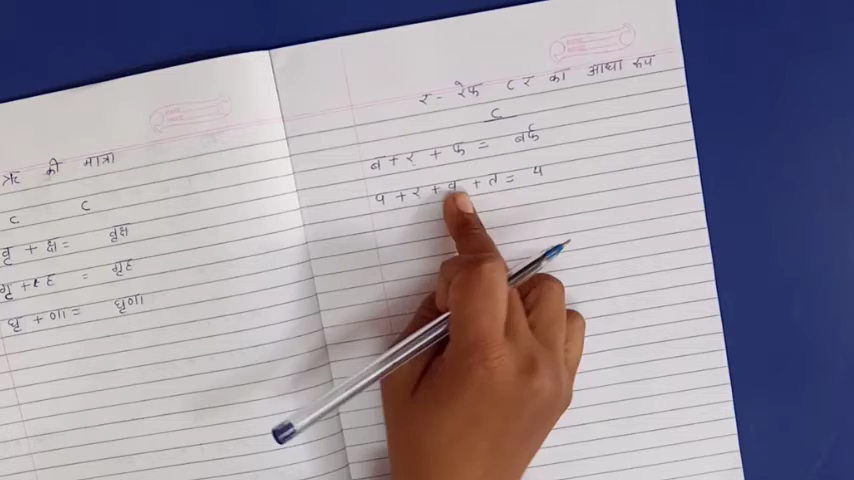 ऋ की मात्रा
C C
वृ + क्ष = वृक्ष
गृ + ह = गृह
घृ + णा = घृणा
र - रेफ C र का आधा रूप
C
ब + र + फ = बर्फ
प + र + व + त = प